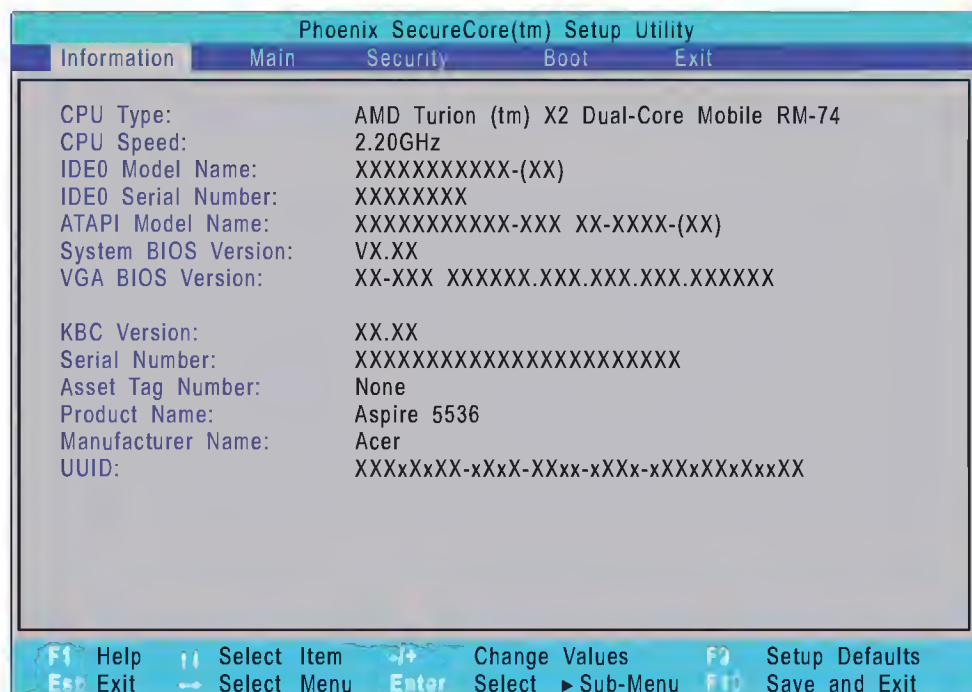 Phoenix SecureCore(tm) Setup Utility
Information Main Security Boot Exit
CPU Type: AMD Turion (tm) X2 Dual-Core Mobile RM-74
CPU Speed: 2.20GHz
IDE0 Model Name: XXXXXXXXXXX-(XX)
IDE0 Serial Number: XXXXXXXX
ATAPI Model Name: XXXXXXXXXXX-XXX XX-XXXX-(XX)
System BIOS Version: VX.XX
VGA BIOS Version: XX-XXX XXXXXX.XXX.XXX.XXX.XXXXXX
KBC Version: XX.XX
Serial Number: XXXXXXXXXXXXXXXXXXXXXXX
Asset Tag Number: None
Product Name: Aspire 5536
Manufacturer Name: Acer
UUID: XXXxXxXX-xXxX-XXxx-xXXx-xXXxXXxXxxXX
F1 Help ↑↓ Select Item -/+ Change Values F9 Setup Defaults
Esc Exit ↔ Select Menu Enter Select ▸Sub-Menu F10 Save and Exit